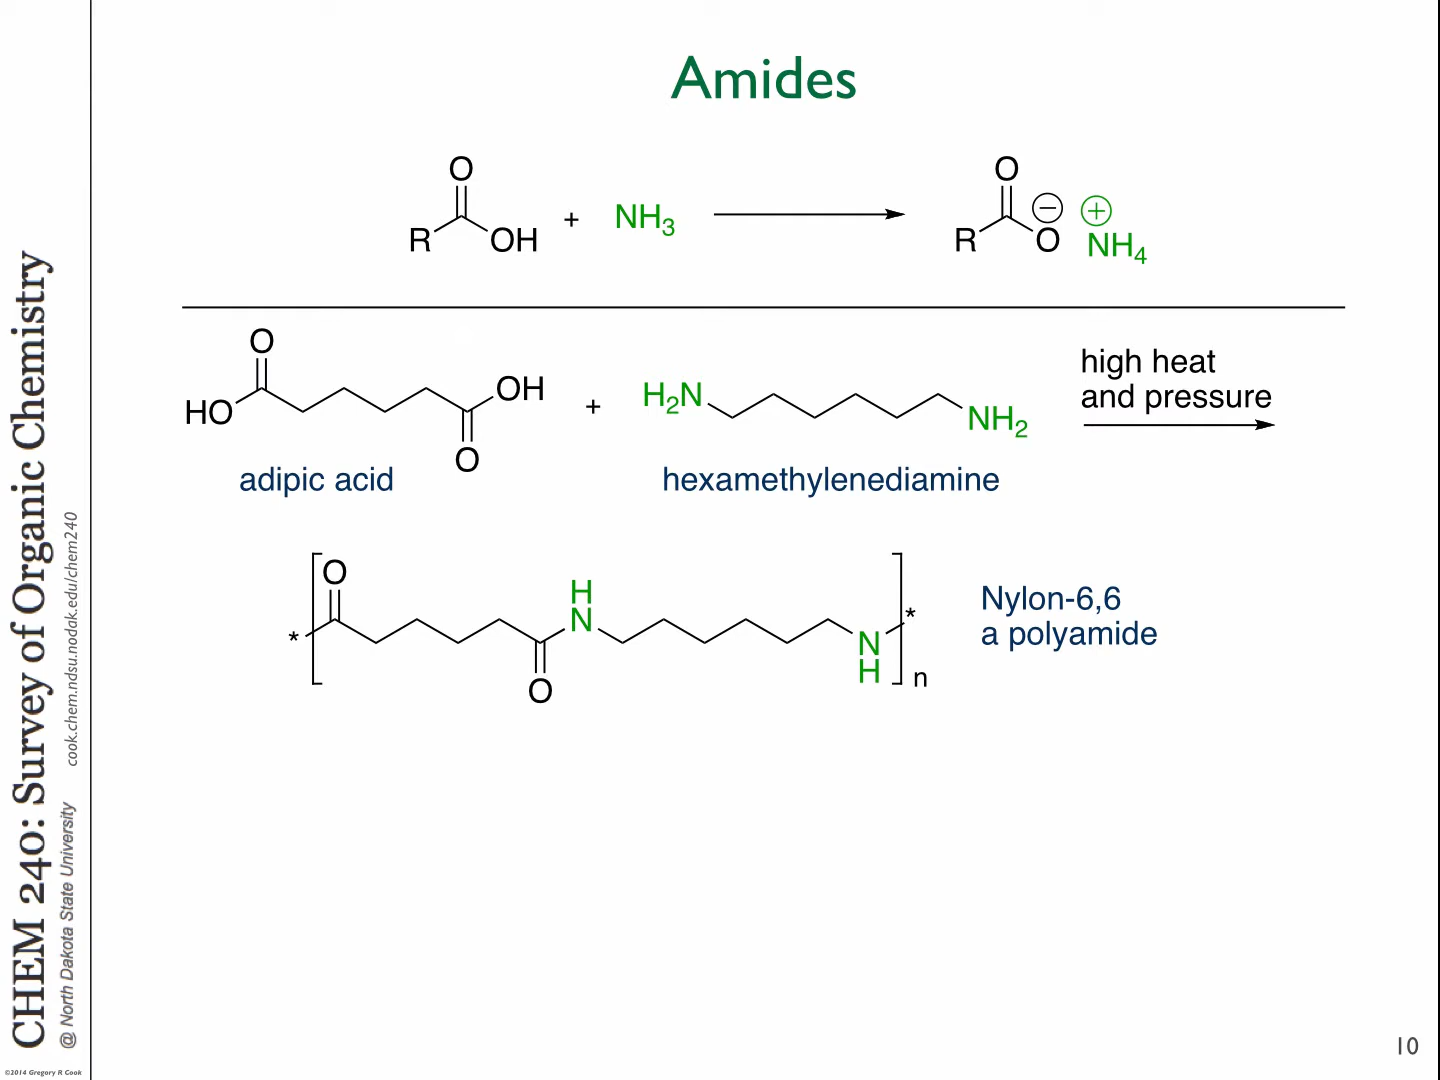 Amides
O
R OH + NH3
O
R O − + NH4
O
HO OH
O
adipic acid
+
H2N NH2
hexamethylenediamine
high heat
and pressure
*
O
H
N
O
N
H
*
n
Nylon-6,6
a polyamide
CHEM 240: Survey of Organic Chemistry
cook.chem.ndsu.nodak.edu/chem240
@ North Dakota State University
©2014 Gregory R Cook
10